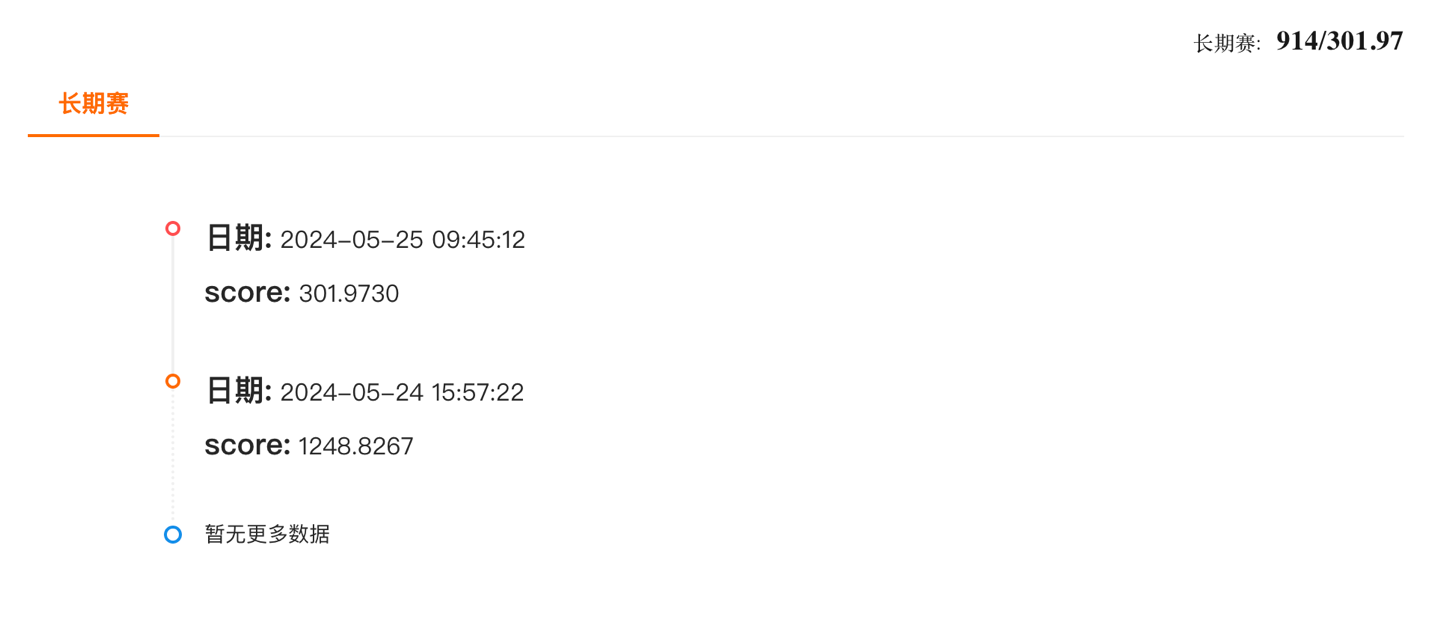 长期赛: 914/301.97
长期赛
日期: 2024-05-25 09:45:12
score: 301.9730
日期: 2024-05-24 15:57:22
score: 1248.8267
暂无更多数据